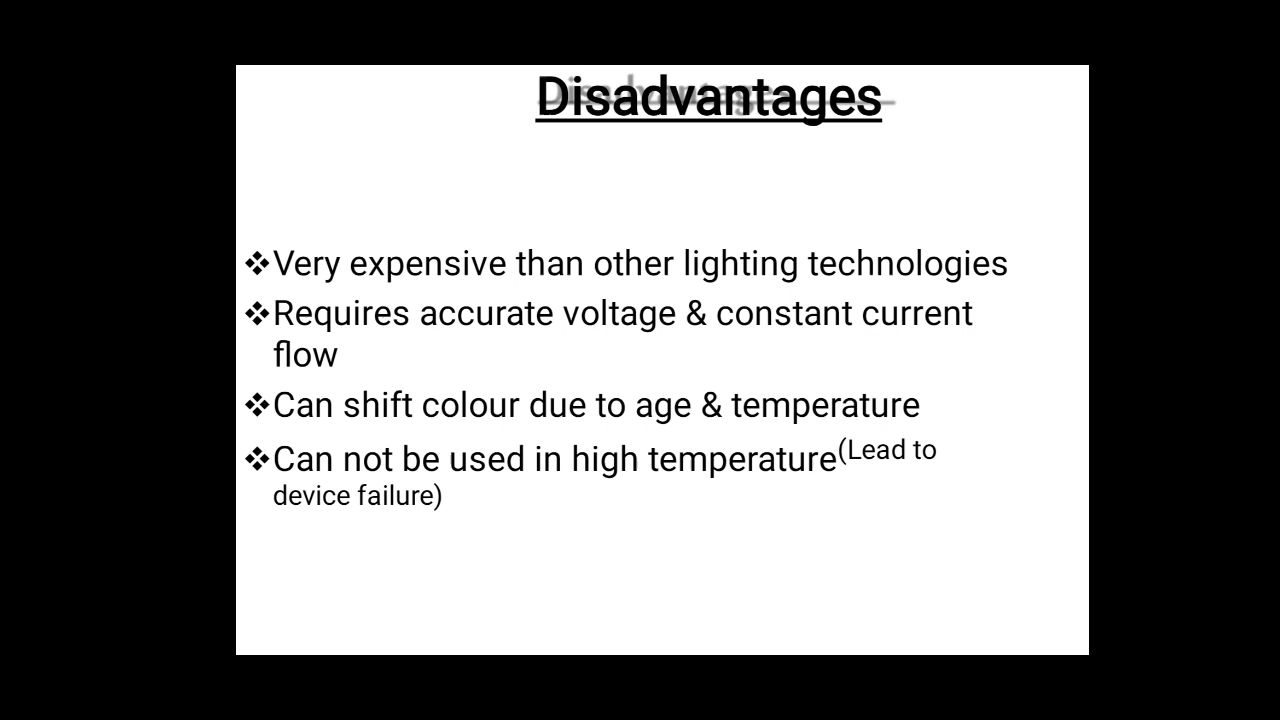 Disadvantages
❖Very expensive than other lighting technologies
❖Requires accurate voltage & constant current
flow
❖Can shift colour due to age & temperature
❖Can not be used in high temperature(Lead to
device failure)